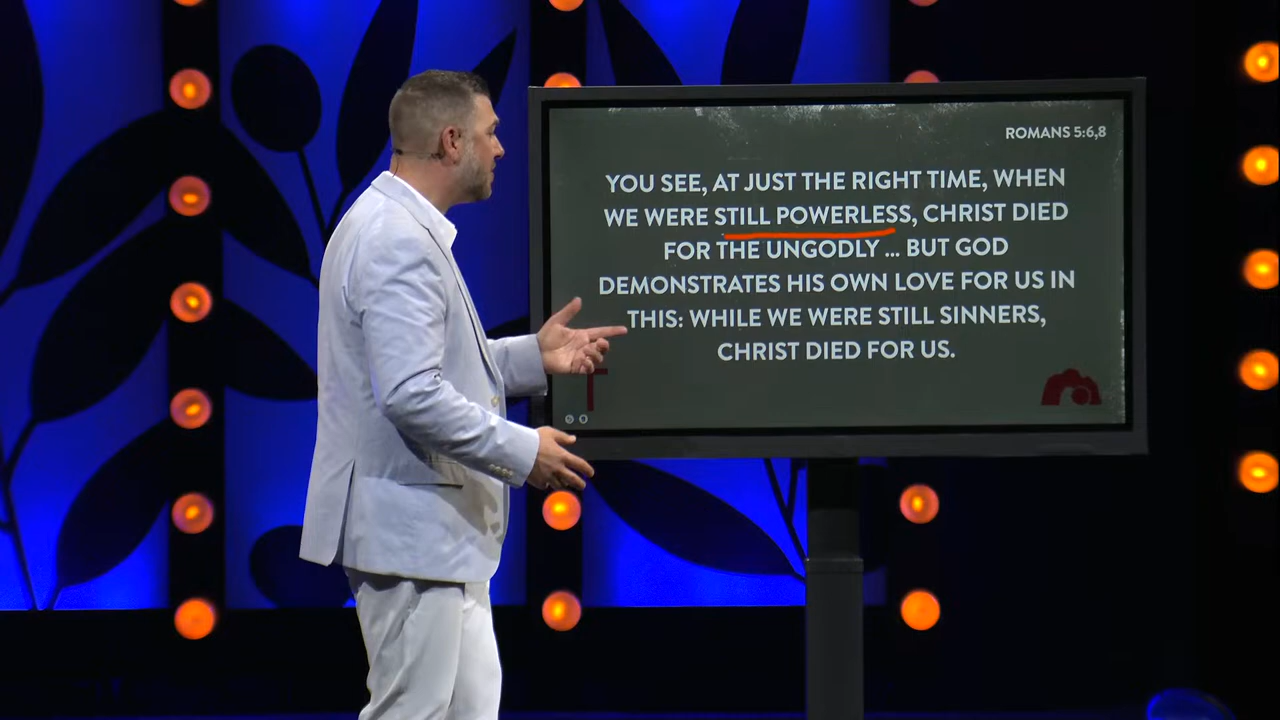 ROMANS 5:6,8
YOU SEE, AT JUST THE RIGHT TIME, WHEN
WE WERE STILL POWERLESS, CHRIST DIED
FOR THE UNGODLY ... BUT GOD
DEMONSTRATES HIS OWN LOVE FOR US IN
THIS: WHILE WE WERE STILL SINNERS,
CHRIST DIED FOR US.